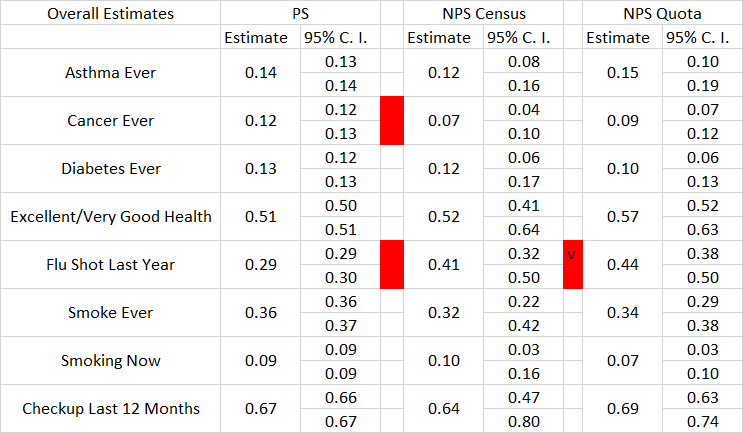 Overall Estimates PS NPS Census NPS Quota
Estimate 95% C. I. Estimate 95% C. I. Estimate 95% C. I.
Asthma Ever 0.14 0.13 0.12 0.08 0.15 0.10
0.14 0.16 0.19
Cancer Ever 0.12 0.12 0.07 0.04 0.09 0.07
0.13 0.10 0.12
Diabetes Ever 0.13 0.12 0.12 0.06 0.10 0.06
0.13 0.17 0.13
Excellent/Very Good Health 0.51 0.50 0.52 0.41 0.57 0.52
0.51 0.64 0.63
Flu Shot Last Year 0.29 0.29 0.41 0.32 v 0.44 0.38
0.30 0.50 0.50
Smoke Ever 0.36 0.36 0.32 0.22 0.34 0.29
0.37 0.42 0.38
Smoking Now 0.09 0.09 0.10 0.03 0.07 0.03
0.09 0.16 0.10
Checkup Last 12 Months 0.67 0.66 0.64 0.47 0.69 0.63
0.67 0.80 0.74